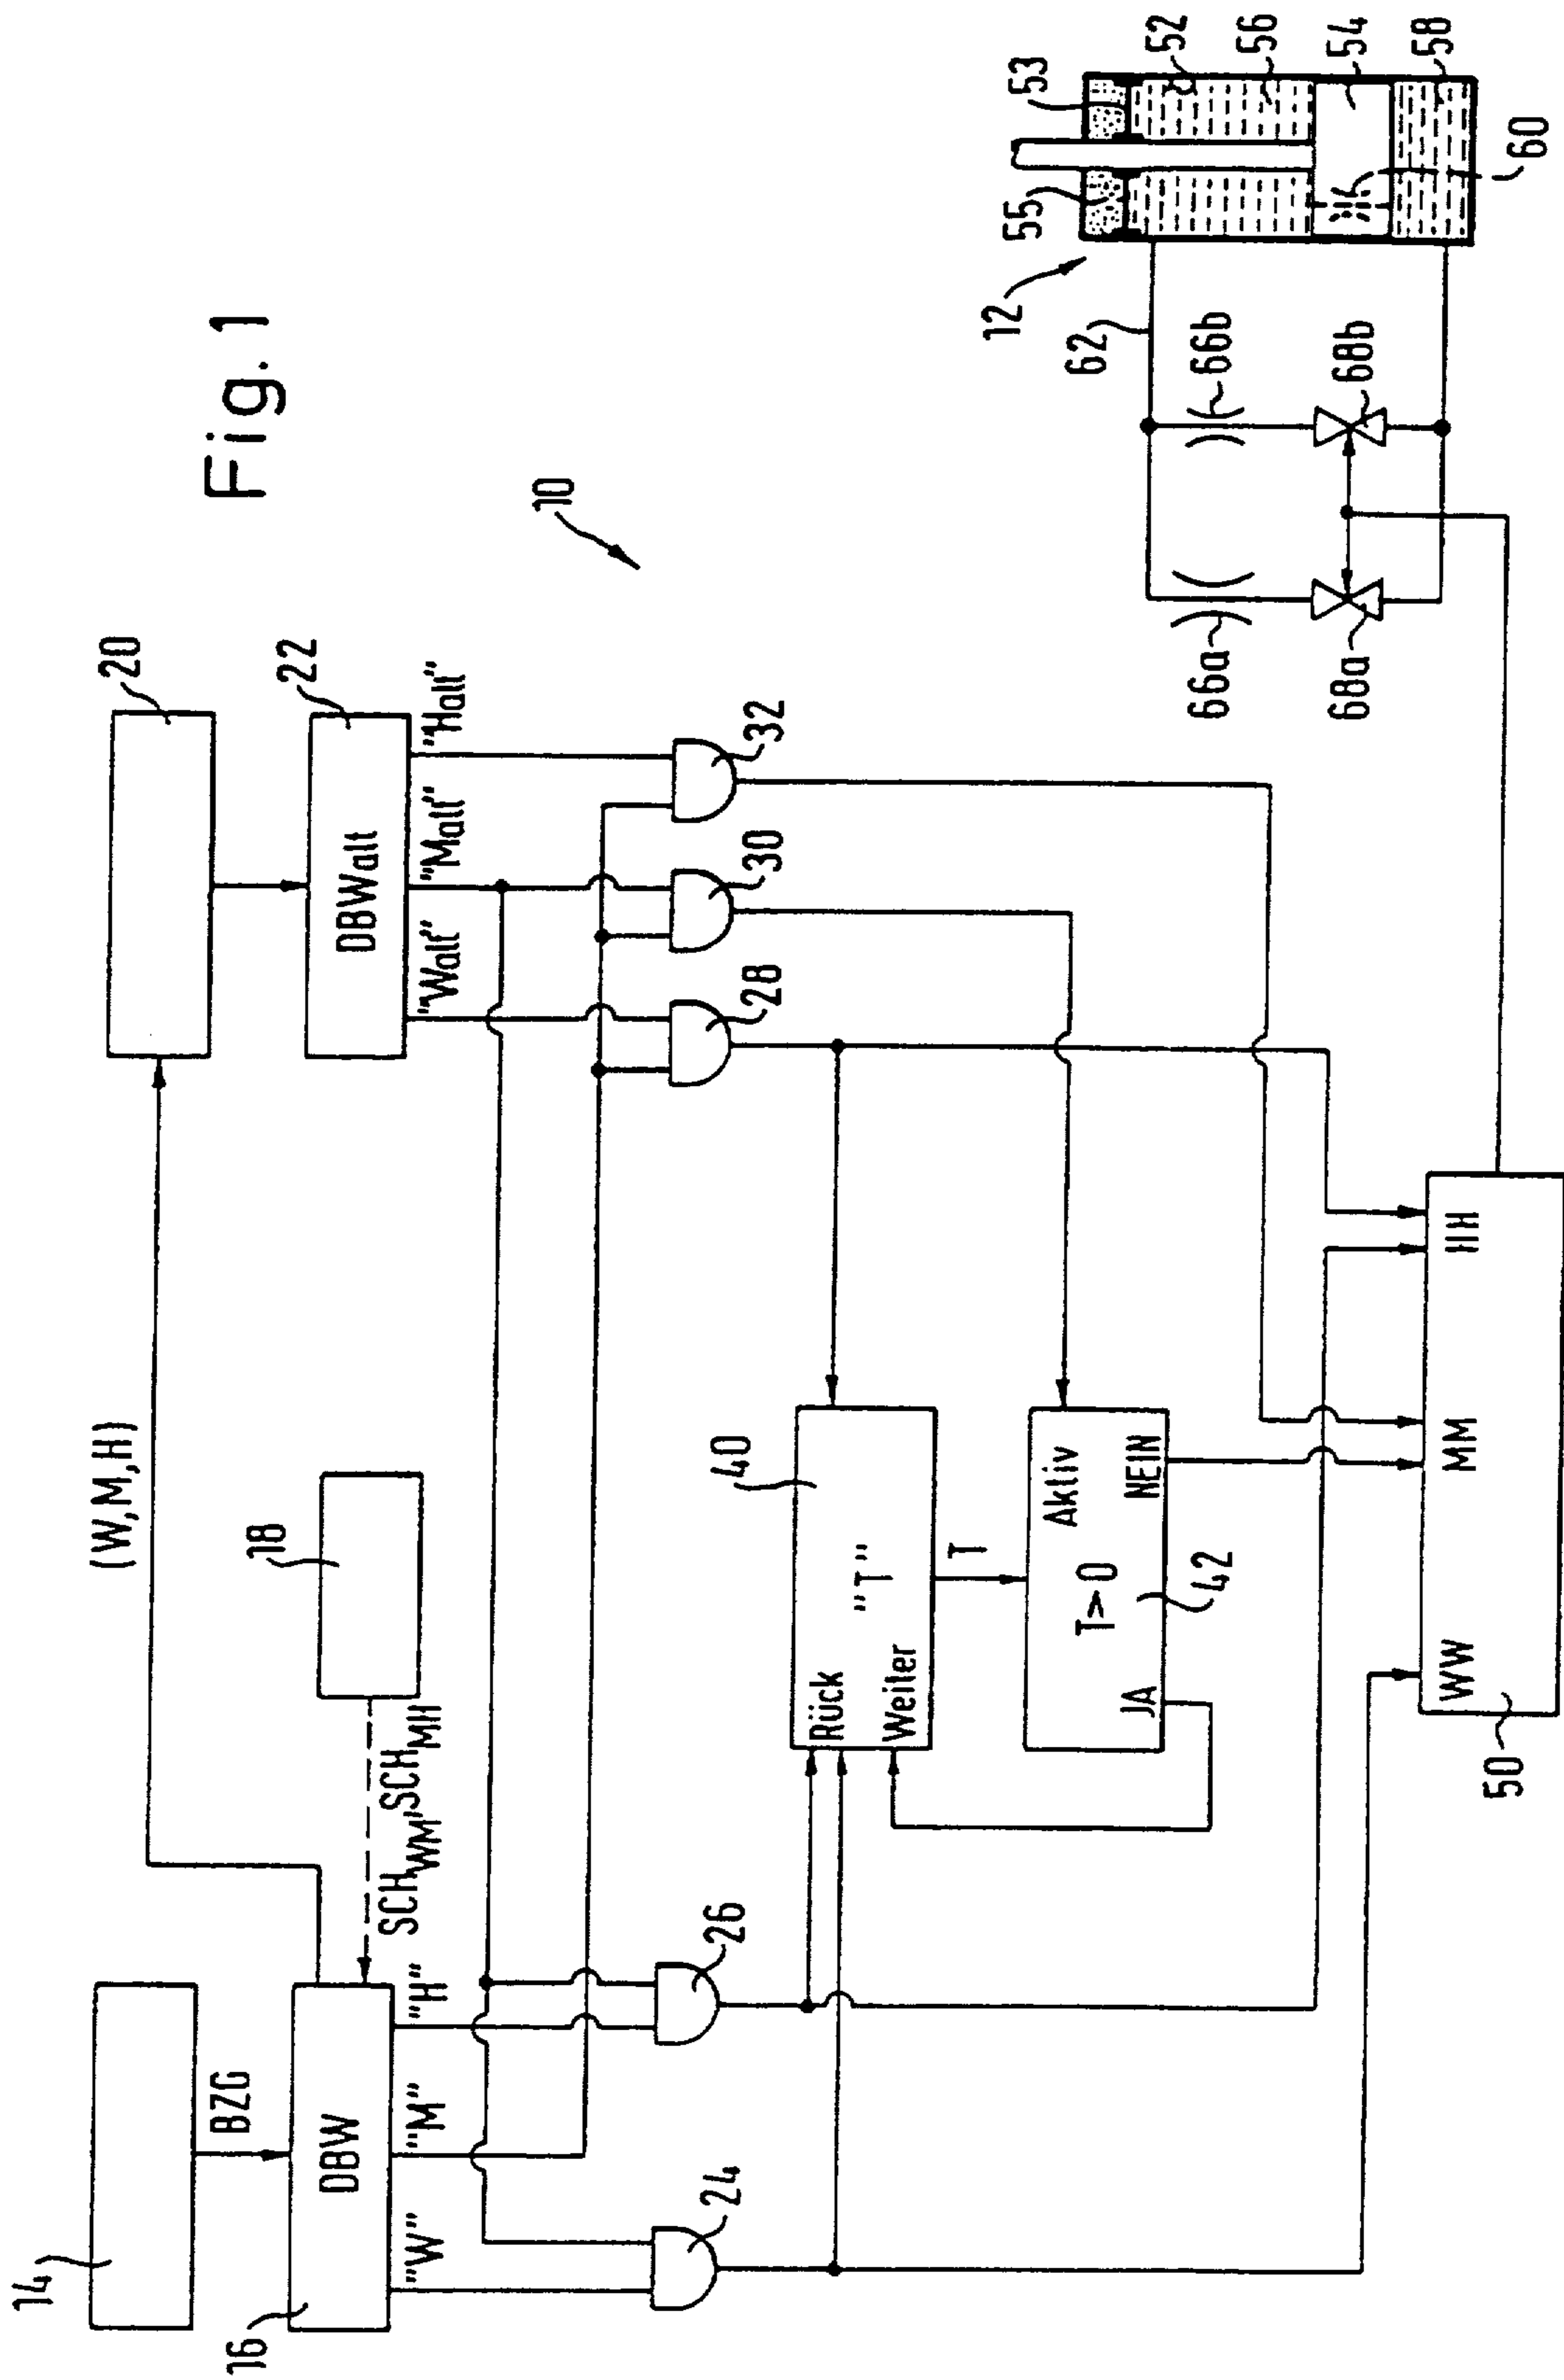 Fig. 1
10
14
BZG
16
DBW
"W"
"M"
"H"
18
SCH_WM, SCH_MH
(W,M,H)
20
22
DBWalt
"Walt"
"Malt"
"Halt"
24
26
28
30
32
40
Rück
"T"
Weiter
T
Aktiv
T>0
JA
NEIN
42
50
WW
MM
HH
12
62
66a
66b
68a
68b
55
53
52
56
54
58
60